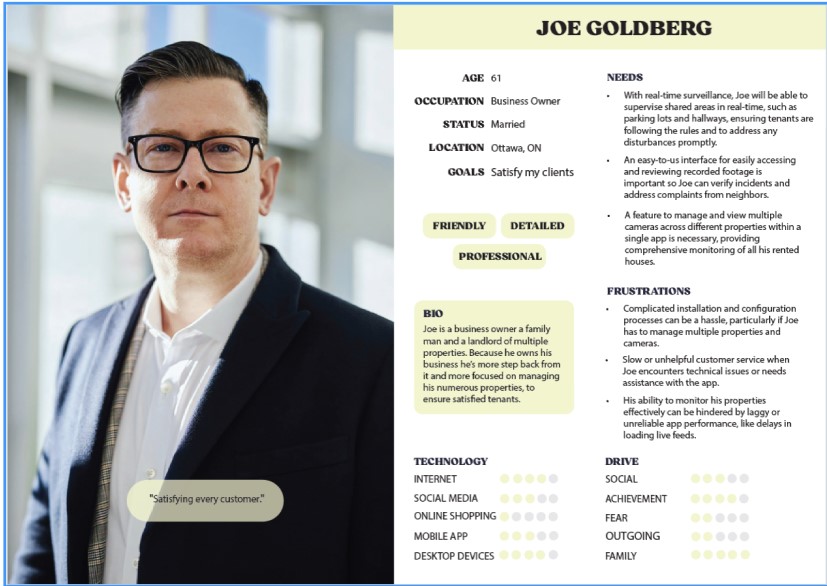 JOE GOLDBERG
AGE 61
OCCUPATION Business Owner
STATUS Married
LOCATION Ottawa, ON
GOALS Satisfy my clients
FRIENDLY
DETAILED
PROFESSIONAL
BIO
Joe is a business owner a family
man and a landlord of multiple
properties. Because he owns his
business he's more step back from
it and more focused on managing
his numerous properties, to
ensure satisfied tenants.
"Satisfying every customer."
TECHNOLOGY
INTERNET
SOCIAL MEDIA
ONLINE SHOPPING
MOBILE APP
DESKTOP DEVICES
NEEDS
• With real-time surveillance, Joe will be able to
supervise shared areas in real-time, such as
parking lots and hallways, ensuring tenants are
following the rules and to address any
disturbances promptly.
• An easy-to-us interface for easily accessing
and reviewing recorded footage is
important so Joe can verify incidents and
address complaints from neighbors.
• A feature to manage and view multiple
cameras across different properties within a
single app is necessary, providing
comprehensive monitoring of all his rented
houses.
FRUSTRATIONS
• Complicated installation and configuration
processes can be a hassle, particularly if Joe
has to manage multiple properties and
cameras.
• Slow or unhelpful customer service when
Joe encounters technical issues or needs
assistance with the app.
• His ability to monitor his properties
effectively can be hindered by laggy or
unreliable app performance, like delays in
loading live feeds.
DRIVE
SOCIAL
ACHIEVEMENT
FEAR
OUTGOING
FAMILY